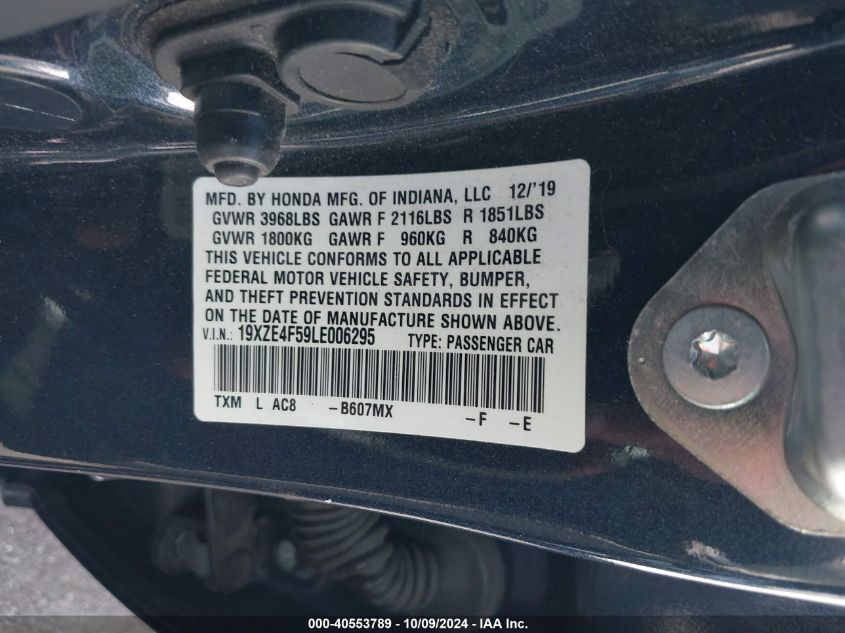 MFD. BY HONDA MFG. OF INDIANA, LLC 12/'19
GVWR 3968LBS GAWR F 2116LBS R 1851LBS
GVWR 1800KG GAWR F 960KG R 840KG
THIS VEHICLE CONFORMS TO ALL APPLICABLE
FEDERAL MOTOR VEHICLE SAFETY, BUMPER,
AND THEFT PREVENTION STANDARDS IN EFFECT
ON THE DATE OF MANUFACTURE SHOWN ABOVE.
V.I.N.: 19XZE4F59LE006295 TYPE: PASSENGER CAR
TXM L AC8 -B607MX -F -E
000-40553789 - 10/09/2024 - IAA Inc.